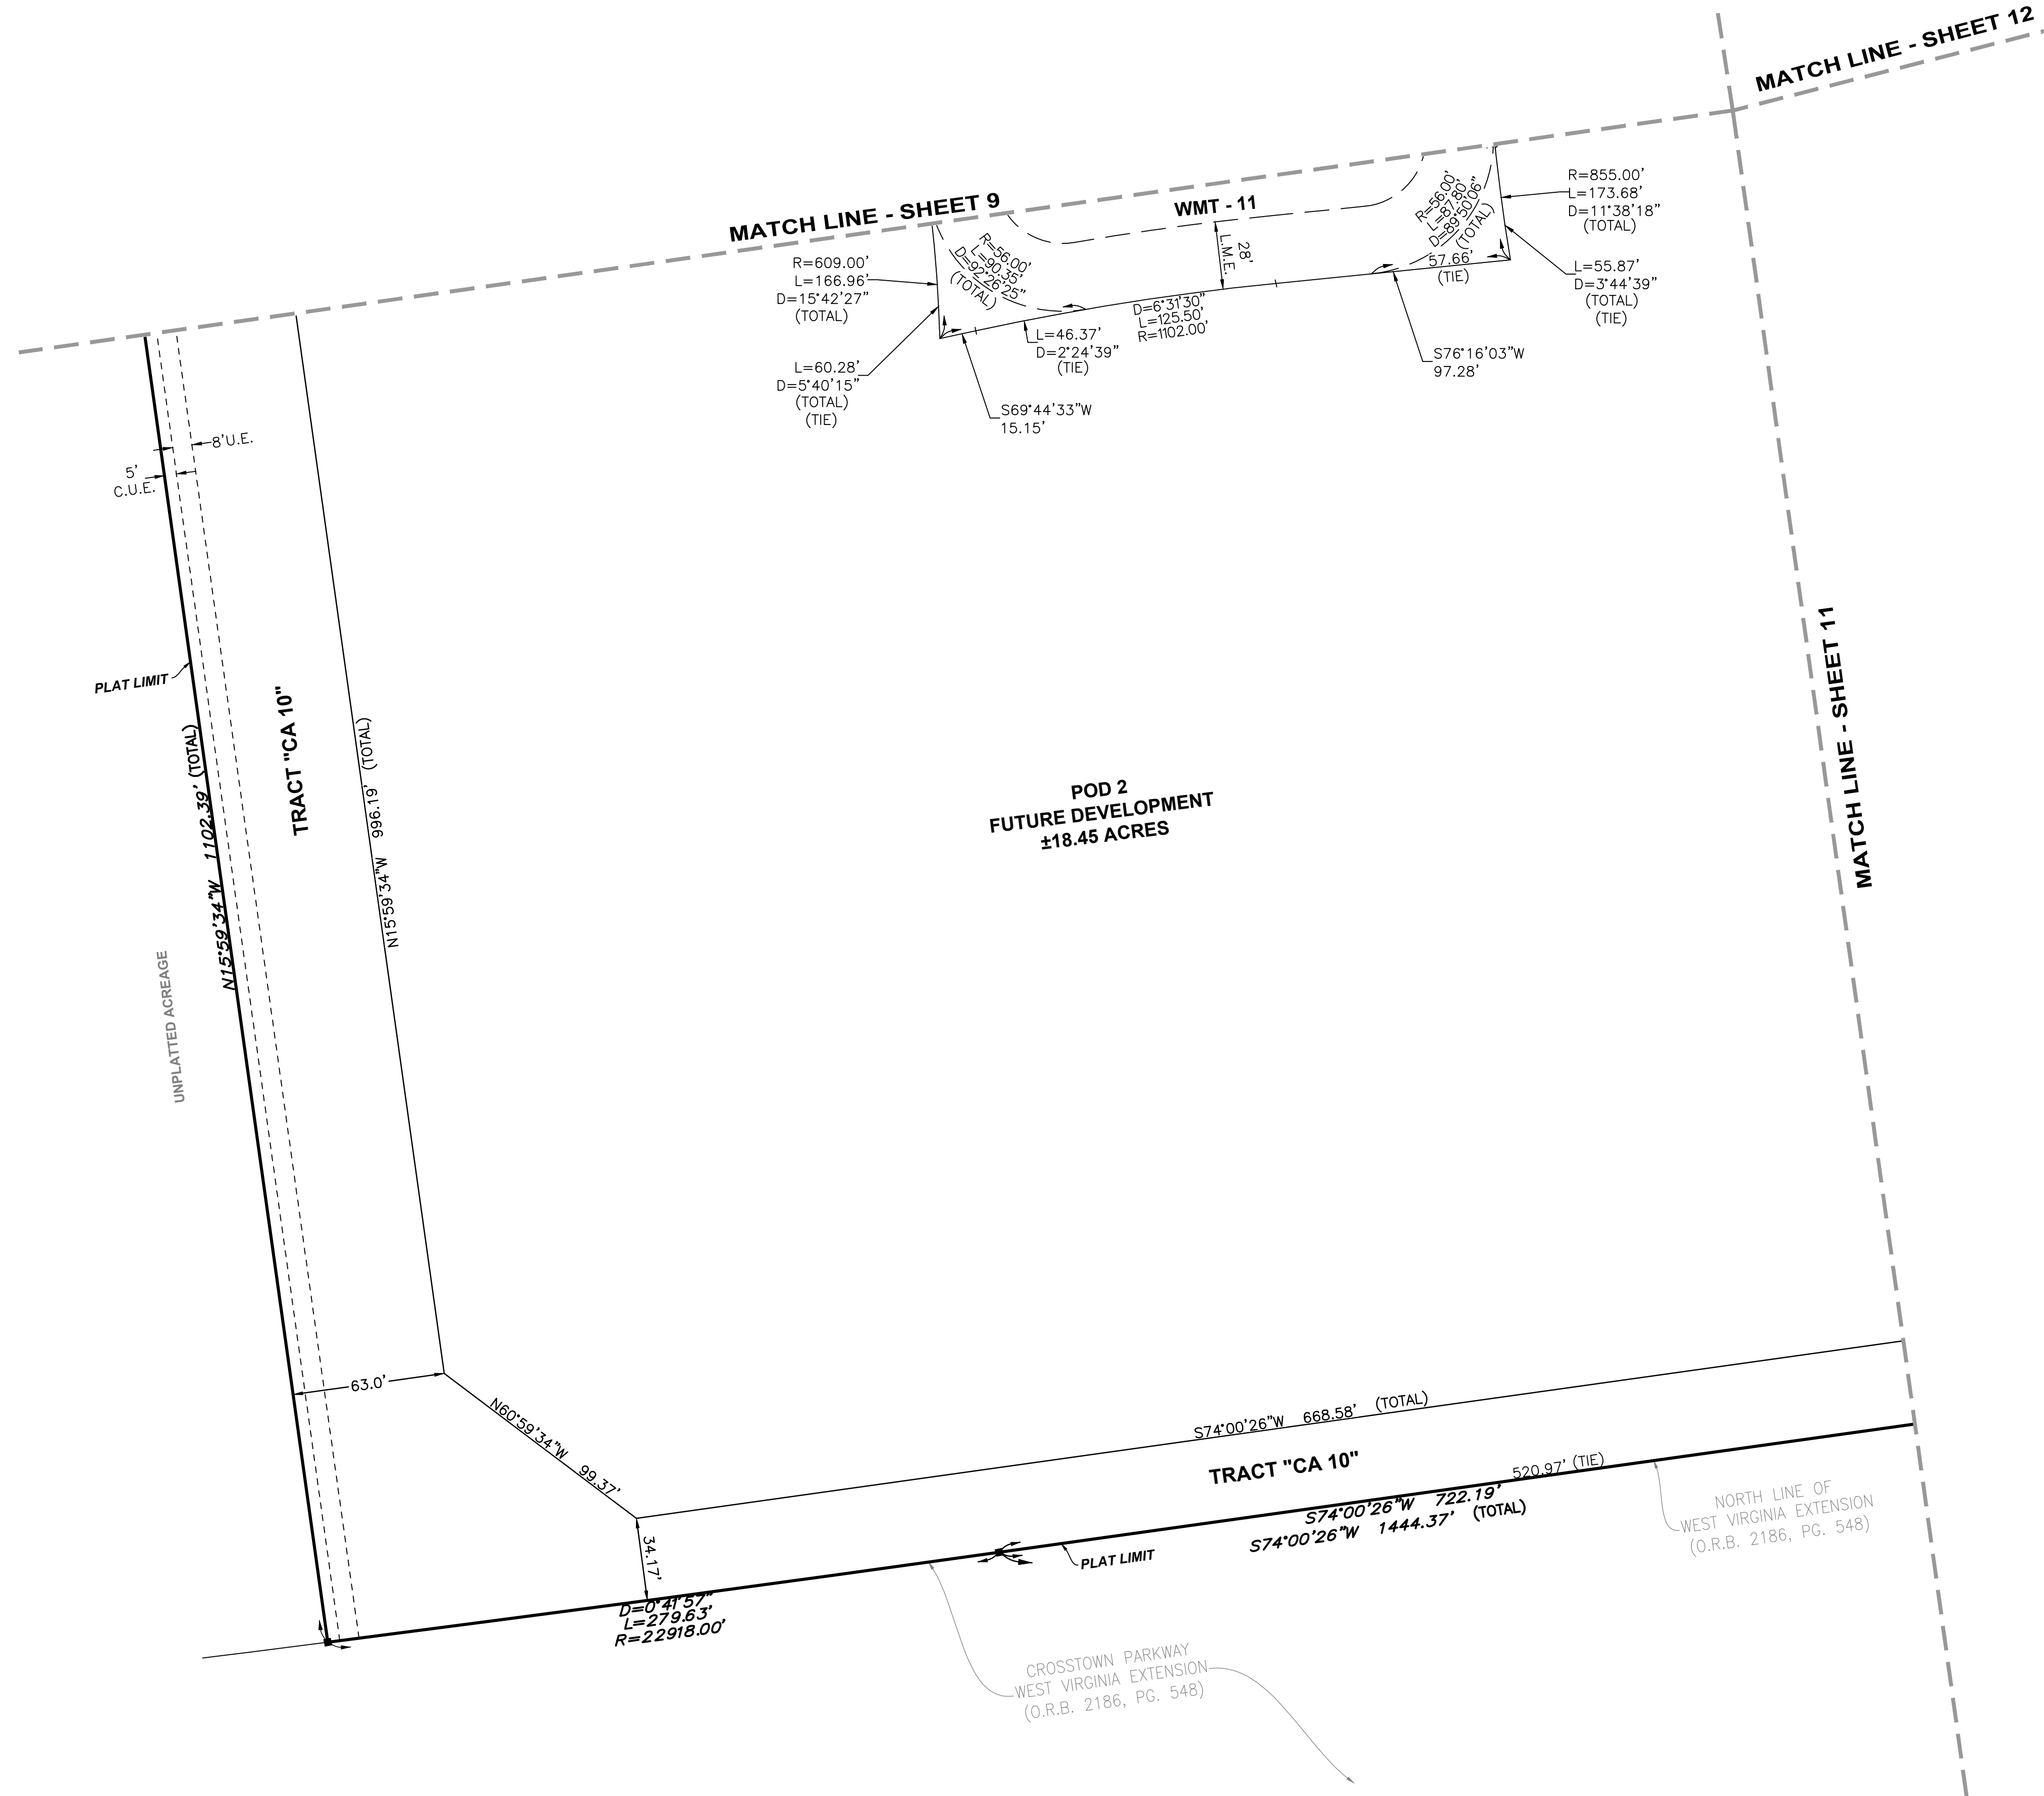 MATCH LINE - SHEET 12
MATCH LINE - SHEET 9
WMT - 11
R=855.00'
L=173.68'
D=11°38'18"
(TOTAL)
R=56.00'
L=87.80'
D=89°50'06"
(TOTAL)
28'
L.M.E.
57.66'
(TIE)
L=55.87'
D=3°44'39"
(TOTAL)
(TIE)
R=609.00'
L=166.96'
D=15°42'27"
(TOTAL)
R=56.00'
L=90.35'
D=92°26'25"
(TOTAL)
D=6°31'30"
L=125.50'
R=1102.00'
L=46.37'
D=2°24'39"
(TIE)
S76°16'03"W
97.28'
L=60.28'
D=5°40'15"
(TOTAL)
(TIE)
S69°44'33"W
15.15'
8'U.E.
5'
C.U.E.
PLAT LIMIT
N15°59'34"W 1102.39' (TOTAL)
TRACT "CA 10"
N15°59'34"W 996.19' (TOTAL)
UNPLATTED ACREAGE
POD 2
FUTURE DEVELOPMENT
±18.45 ACRES
MATCH LINE - SHEET 11
63.0'
N60°59'34"W 99.37'
34.17'
S74°00'26"W 668.58' (TOTAL)
TRACT "CA 10"
520.97' (TIE)
S74°00'26"W 722.19'
S74°00'26"W 1444.37' (TOTAL)
PLAT LIMIT
NORTH LINE OF
WEST VIRGINIA EXTENSION
(O.R.B. 2186, PG. 548)
D=0°41'57"
L=279.63'
R=22918.00'
CROSSTOWN PARKWAY
WEST VIRGINIA EXTENSION
(O.R.B. 2186, PG. 548)